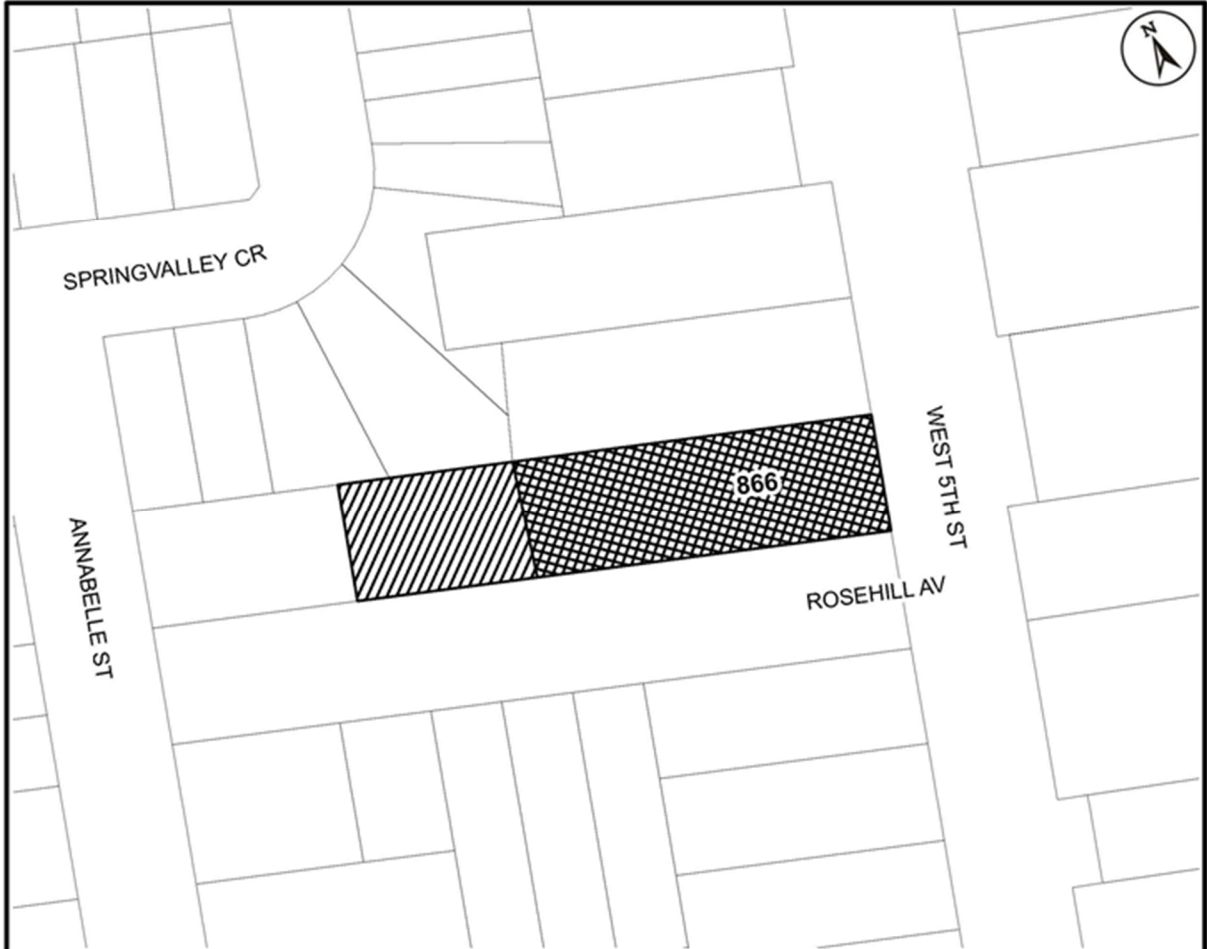 N
SPRINGVALLEY CR
866
WEST 5TH ST
ANNABELLE ST
ROSEHILL AV